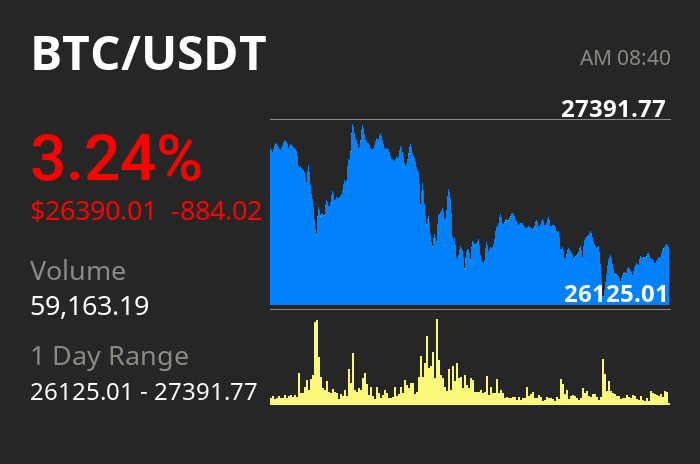 BTC/USDT
AM 08:40
27391.77
3.24%
$26390.01 -884.02
Volume
59,163.19
26125.01
1 Day Range
26125.01 - 27391.77